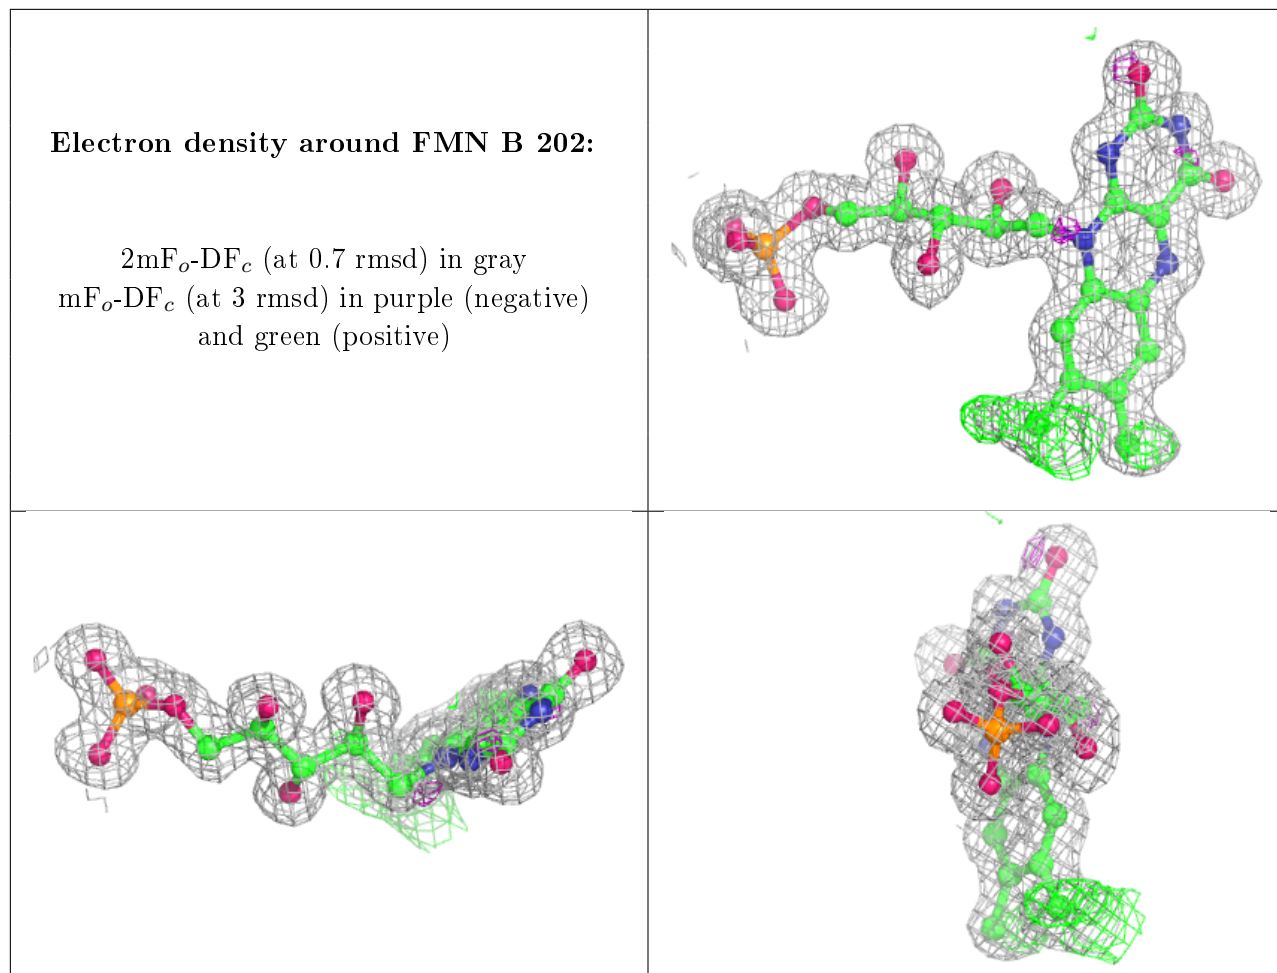 Electron density around FMN B 202:
2mFo-DFc (at 0.7 rmsd) in gray
mFo-DFc (at 3 rmsd) in purple (negative)
and green (positive)